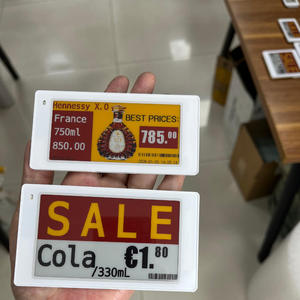 Hennessy X.O
France
750ml
850.00
BEST PRICES:
785.00
SALE
Cola
/330mL
€1.80